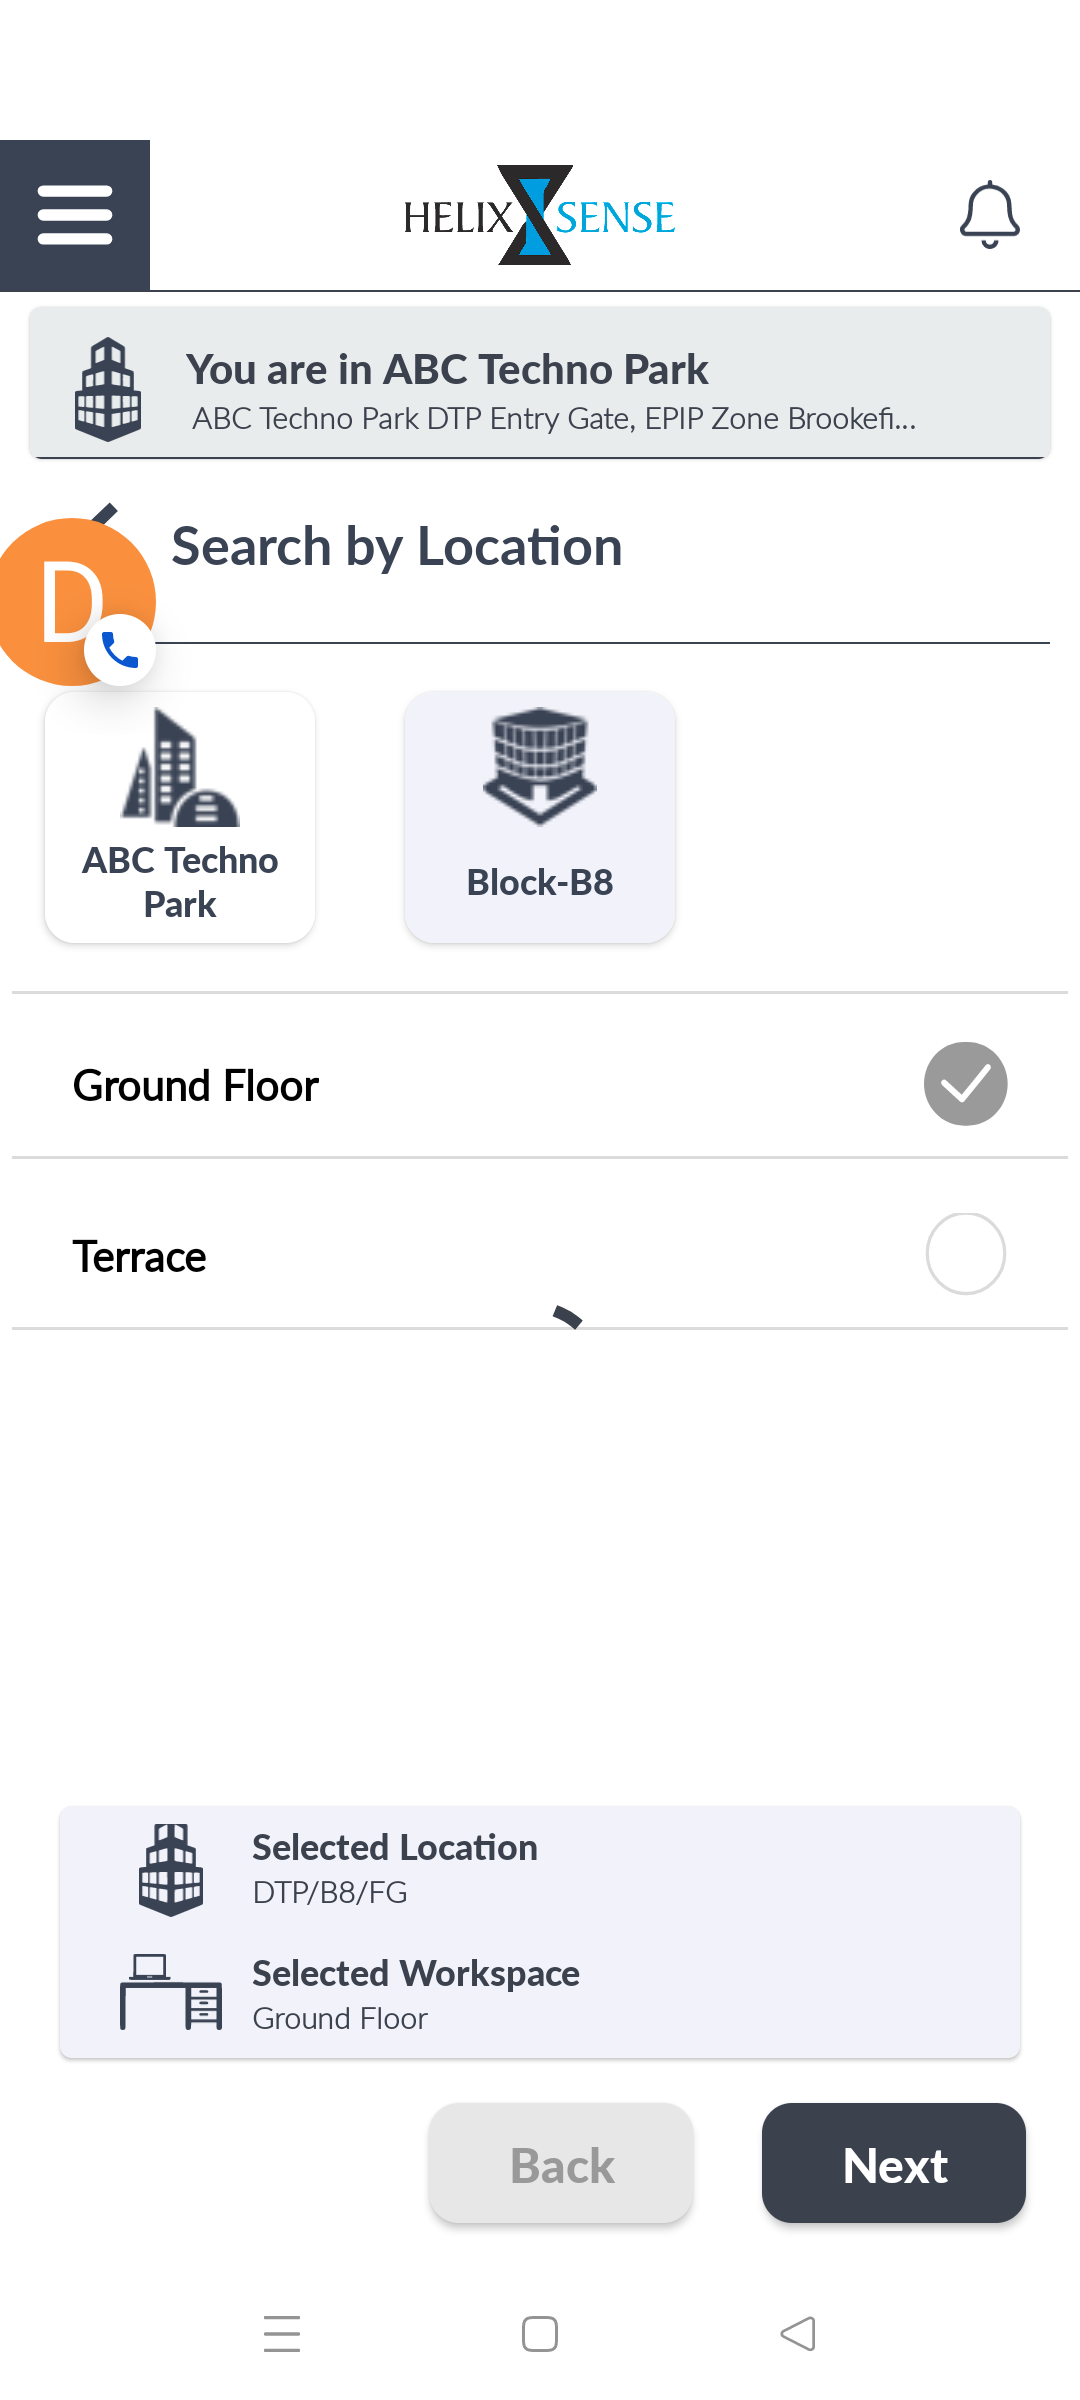 HELIX SENSE
You are in ABC Techno Park
ABC Techno Park DTP Entry Gate, EPIP Zone Brookefi...
Search by Location
D
ABC Techno
Park
Block-B8
Ground Floor
Terrace
Selected Location
DTP/B8/FG
Selected Workspace
Ground Floor
Back
Next